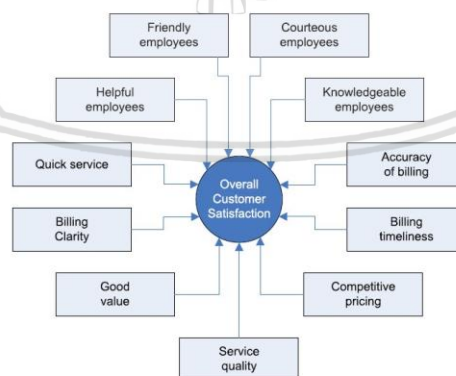 Friendly
employees
Courteous
employees
Helpful
employees
Knowledgeable
employees
Quick service
Overall
Customer
Satisfaction
Accuracy
of billing
Billing
Clarity
Billing
timeliness
Good
value
Competitive
pricing
Service
quality